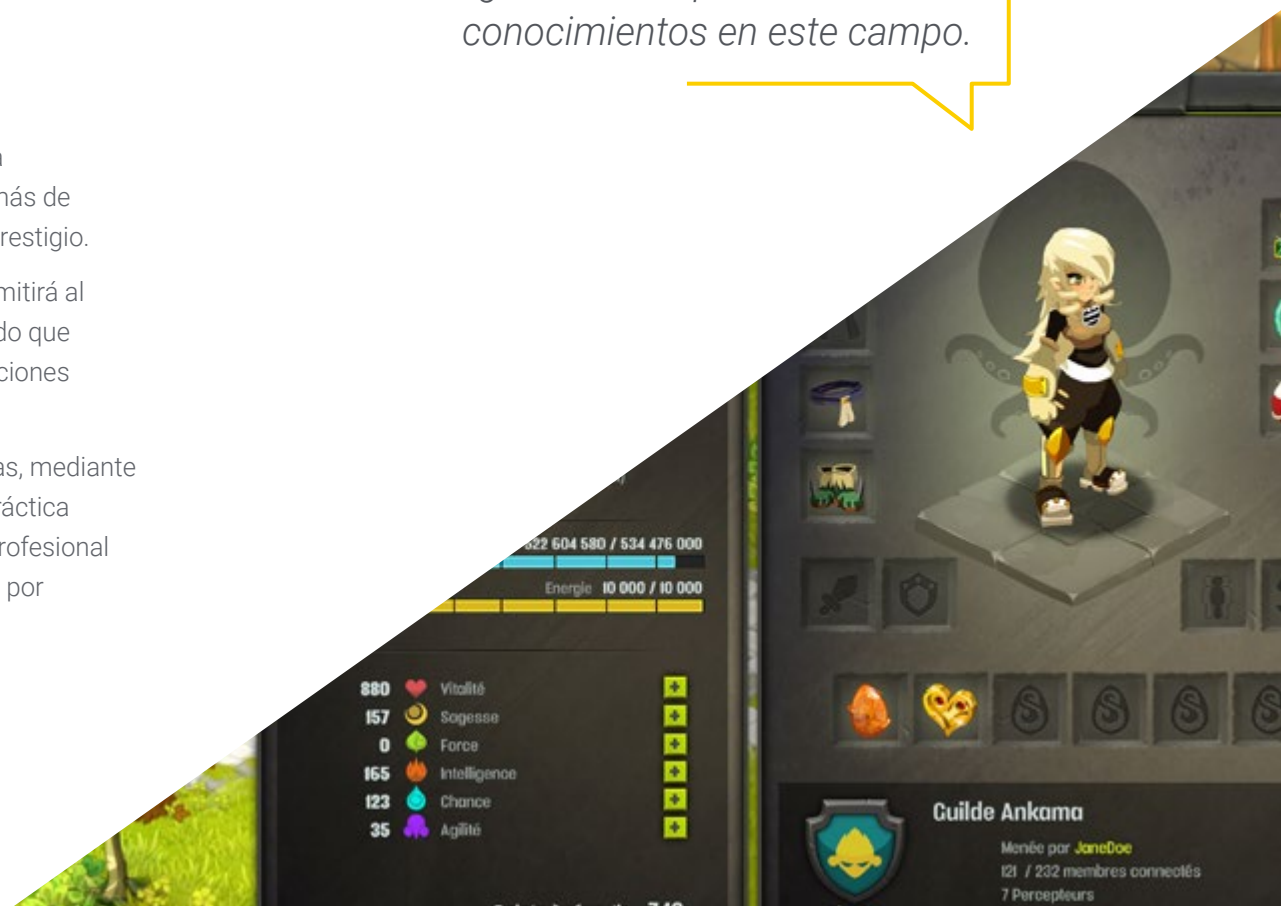 conocimientos en este campo.
más de
restigio.
mitirá al
do que
ciones
as, mediante
ráctica
rofesional
por
522 604 580 / 534 476 000
Energie 10 000 / 10 000
880 Vitalité
157 Sagesse
0 Force
165 Intelligence
123 Chance
35 Agilité
Guilde Ankama
Menée par JaneDoe
121 / 232 membres connectés
7 Percepteurs